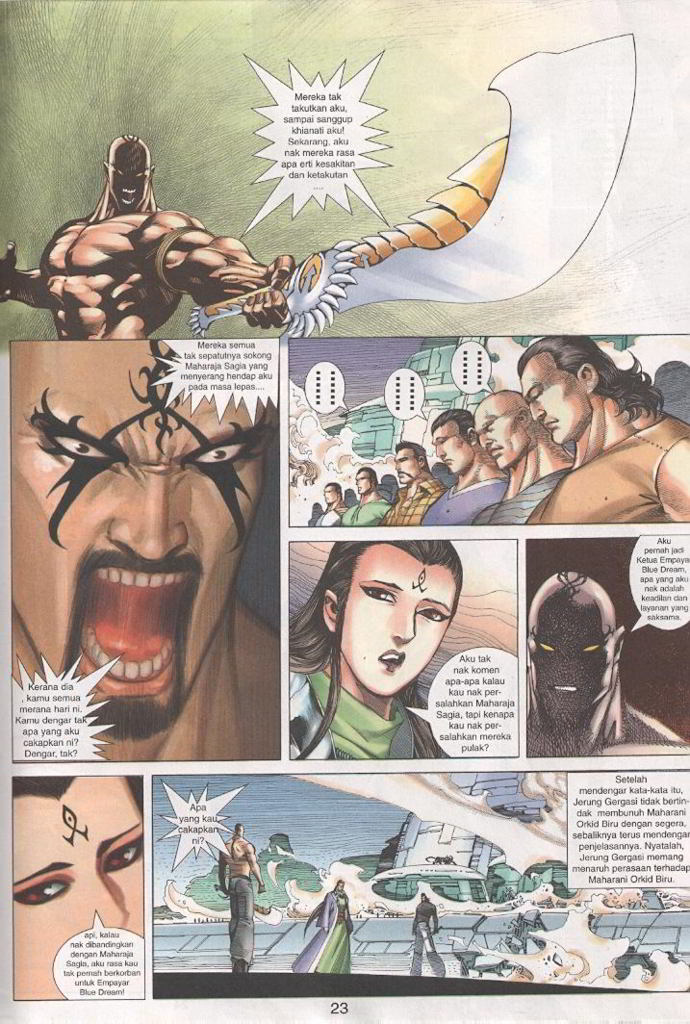 Mereka tak
takutkan aku,
sampai sanggup
khianati aku!
Sekarang, aku
nak mereka rasa
apa erti kesakitan
dan ketakutan
....
Mereka semua
tak sepatutnya sokong
Maharaja Sagia yang
menyerang hendap aku
pada masa lepas....
Kerana dia
kamu semua
merana hari ni.
Kamu dengar tak
apa yang aku
cakapkan ni?
Dengar, tak?
Aku tak
nak komen
apa-apa kalau
kau nak per-
salahkan Maharaja
Sagia, tapi kenapa
kau nak per-
salahkan mereka
pulak?
Aku
pernah jadi
Ketua Empayar
Blue Dream,
apa yang aku
nak adalah
keadilan dan
layanan yang
saksama.
api, kalau
nak dibandingkan
dengan Maharaja
Sagia, aku rasa kau
tak pernah berkorban
untuk Empayar
Blue Dream!
Apa
yang kau
cakapkan
ni?
Setelah
mendengar kata-kata itu,
Jerung Gergasi tidak bertin-
dak membunuh Maharani
Orkid Biru dengan segera,
sebaliknya terus mendengar
penjelasannya. Nyatalah,
Jerung Gergasi memang
menaruh perasaan terhadap
Maharani Orkid Biru.
23